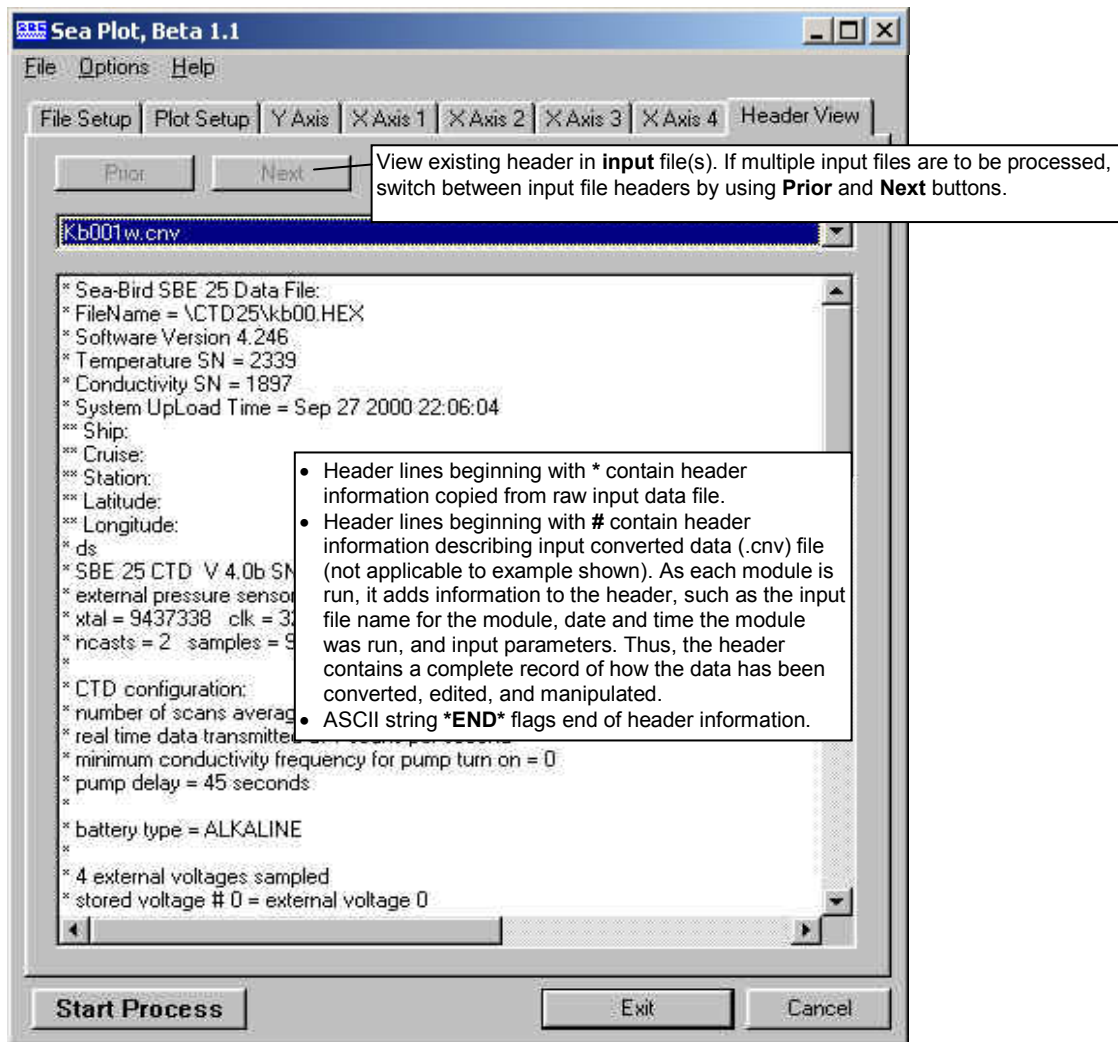 SBE Sea Plot, Beta 1.1
File Options Help
File Setup Plot Setup Y Axis X Axis 1 X Axis 2 X Axis 3 X Axis 4 Header View
Prior Next
View existing header in input file(s). If multiple input files are to be processed,
switch between input file headers by using Prior and Next buttons.
Kb001w.cnv
* Sea-Bird SBE 25 Data File:
* FileName = \CTD25\kb00.HEX
* Software Version 4.246
* Temperature SN = 2339
* Conductivity SN = 1897
* System UpLoad Time = Sep 27 2000 22:06:04
** Ship:
** Cruise:
** Station:
** Latitude:
** Longitude:
* ds
* SBE 25 CTD V 4.0b SN
* external pressure sensor
* xtal = 9437338 clk = 32
* ncasts = 2 samples =
*
* CTD configuration:
* number of scans averag
* real time data transmitted
* minimum conductivity frequency for pump turn on = 0
* pump delay = 45 seconds
*
* battery type = ALKALINE
*
* 4 external voltages sampled
* stored voltage # 0 = external voltage 0
• Header lines beginning with * contain header
information copied from raw input data file.
• Header lines beginning with # contain header
information describing input converted data (.cnv) file
(not applicable to example shown). As each module is
run, it adds information to the header, such as the input
file name for the module, date and time the module
was run, and input parameters. Thus, the header
contains a complete record of how the data has been
converted, edited, and manipulated.
• ASCII string *END* flags end of header information.
Start Process Exit Cancel